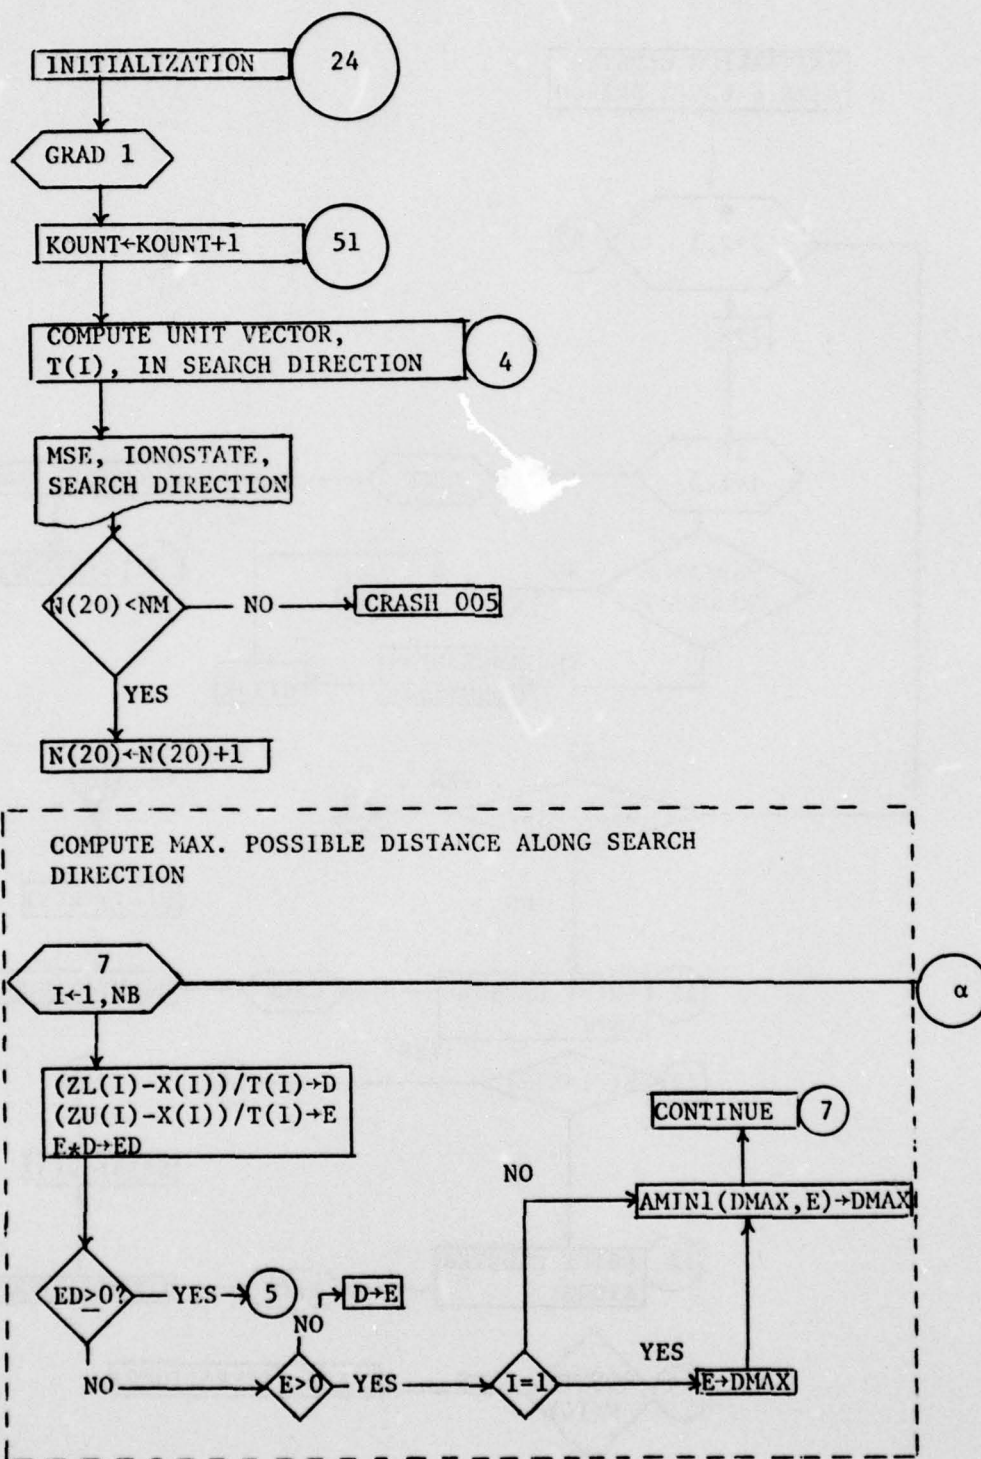 INITIALIZATION
24
GRAD 1
KOUNT←KOUNT+1
51
COMPUTE UNIT VECTOR,
T(I), IN SEARCH DIRECTION
4
MSE, IONOSTATE,
SEARCH DIRECTION
N(20)<NM
NO
CRASH 005
YES
N(20)←N(20)+1
COMPUTE MAX. POSSIBLE DISTANCE ALONG SEARCH
DIRECTION
7
I←1,NB
α
(ZL(I)-X(I))/T(I)→D
(ZU(I)-X(I))/T(1)→E
E*D→ED
CONTINUE
7
NO
AMIN1(DMAX,E)→DMAX
ED≥0?
YES
5
D→E
NO
NO
E>0
YES
I=1
YES
E→DMAX